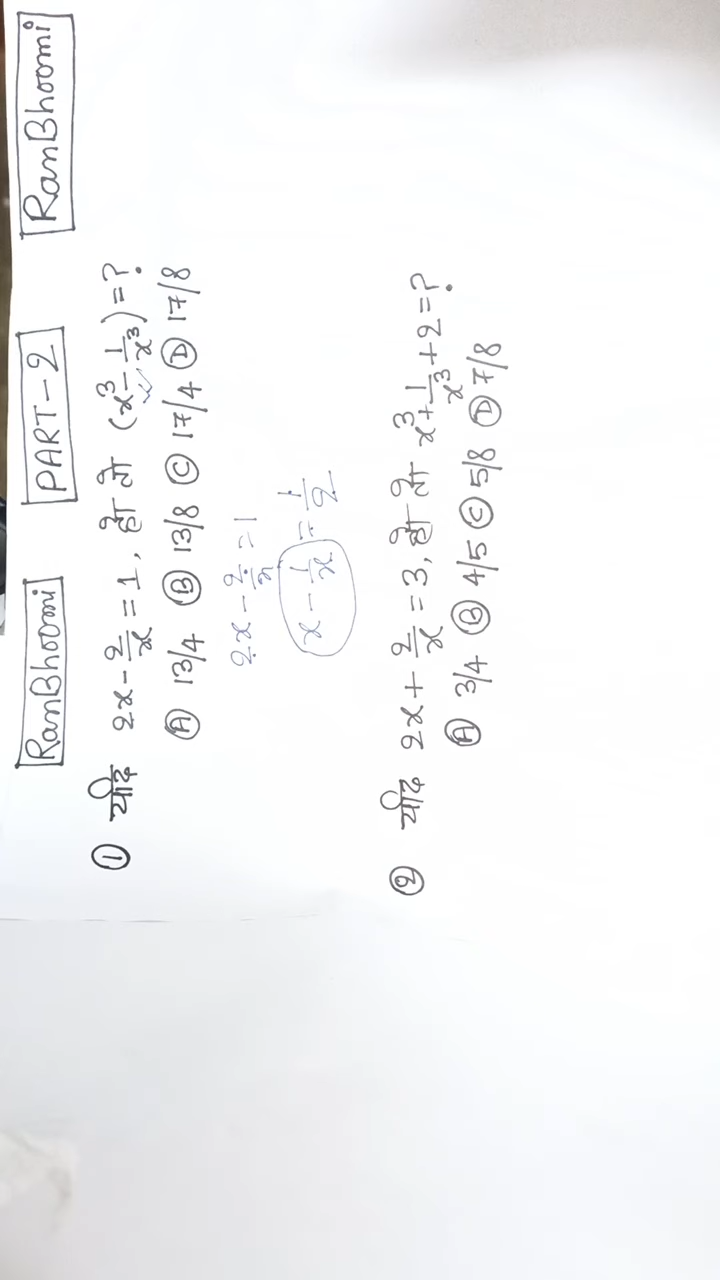 RanBhoomi PART-2 RanBhoomi
① यदि 2x - 2/x = 1, हो तो (x³ - 1/x³) = ?
Ⓐ 13/4 Ⓑ 13/8 Ⓒ 17/4 Ⓓ 17/8
2x - 2/x = 1
x - 1/x = 1/2
② यदि 2x + 2/x = 3, हो तो x³ + 1/x³ + 2 = ?
Ⓐ 3/4 Ⓑ 4/5 Ⓒ 5/8 Ⓓ 7/8